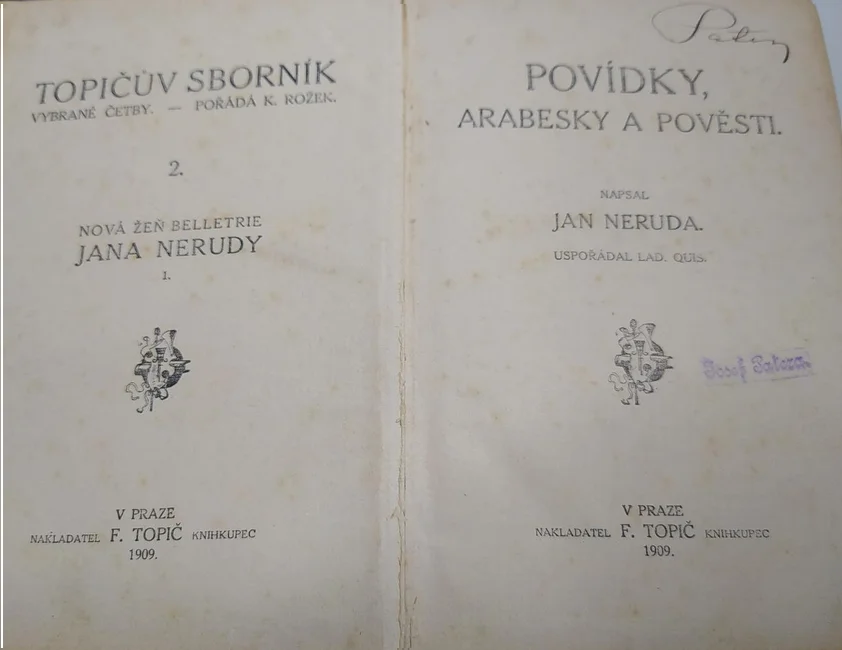 TOPIČŮV SBORNÍK
VYBRANÉ ČETBY. — POŘÁDÁ K. ROŽEK.
2.
NOVÁ ŽEŇ BELLETRIE
JANA NERUDY
I.
V PRAZE
NAKLADATEL F. TOPIČ KNIHKUPEC
1909.
POVÍDKY,
ARABESKY A POVĚSTI.
NAPSAL
JAN NERUDA.
USPOŘÁDAL LAD. QUIS.
Josef
V PRAZE
NAKLADATEL F. TOPIČ KNIHKUPEC
1909.